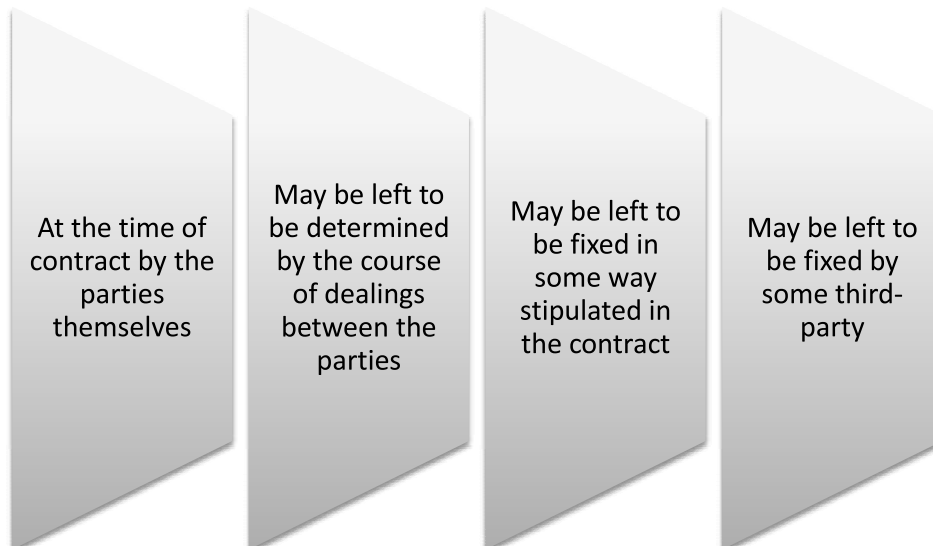 At the time of
contract by the
parties
themselves
May be left to
be determined
by the course
of dealings
between the
parties
May be left to
be fixed in
some way
stipulated in
the contract
May be left to
be fixed by
some third-
party